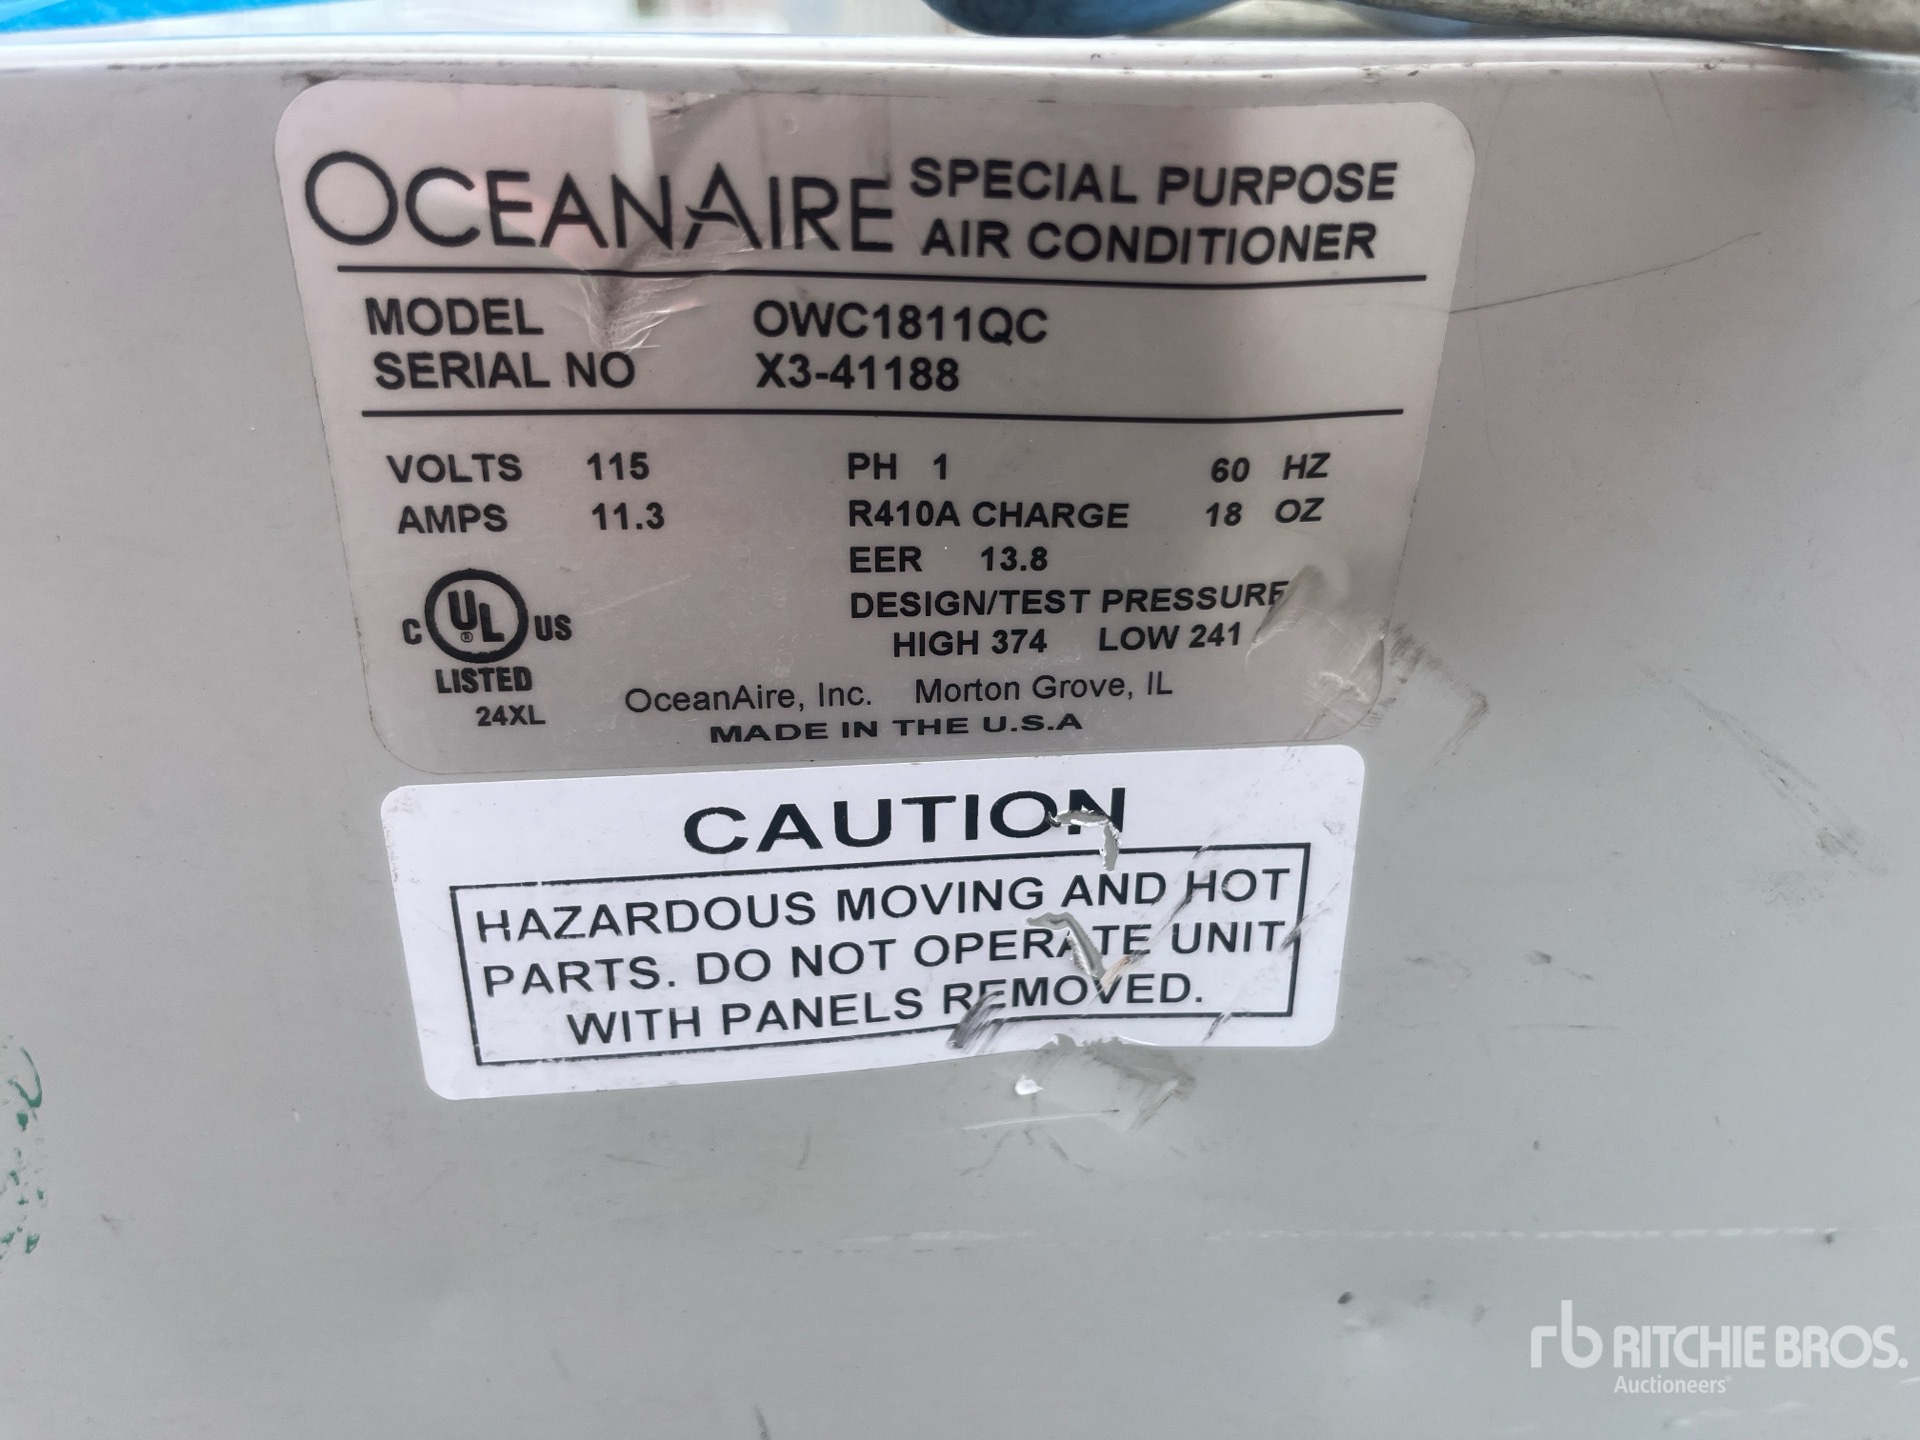 OCEANAIRE SPECIAL PURPOSE
AIR CONDITIONER
MODEL OWC1811QC
SERIAL NO X3-41188
VOLTS 115 PH 1 60 HZ
AMPS 11.3 R410A CHARGE 18 OZ
EER 13.8
DESIGN/TEST PRESSURE
HIGH 374 LOW 241
C UL ® US
LISTED
24XL
OceanAire, Inc. Morton Grove, IL
MADE IN THE U.S.A
CAUTION
HAZARDOUS MOVING AND HOT
PARTS. DO NOT OPERATE UNIT
WITH PANELS REMOVED.
rb RITCHIE BROS.
Auctioneers